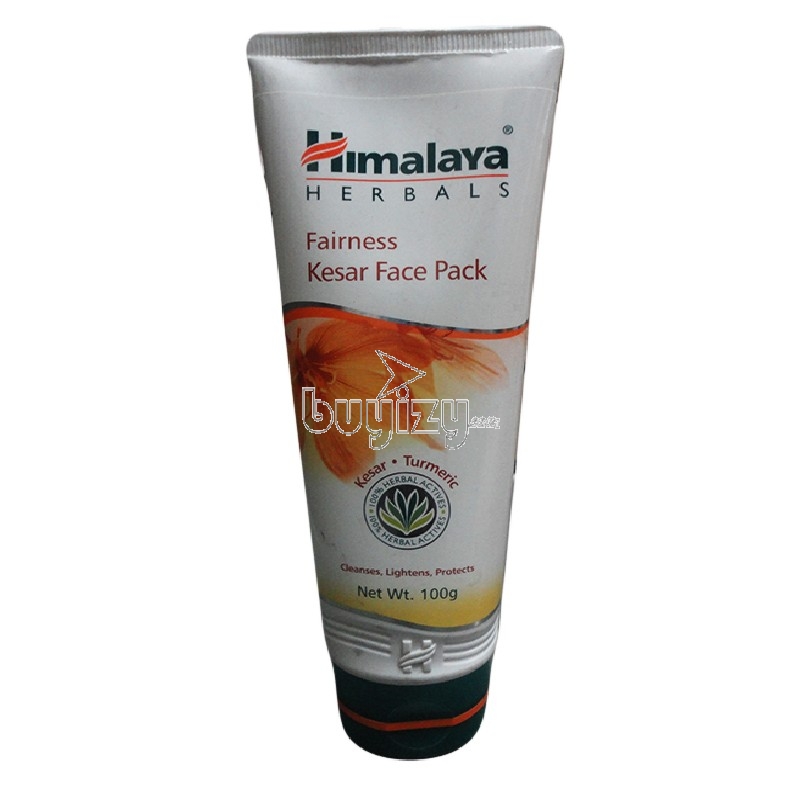 Himalaya®
HERBALS
Fairness
Kesar Face Pack
buyizy.com
Kesar • Turmeric
100% HERBAL ACTIVES
100% HERBAL ACTIVES
Cleanses, Lightens, Protects
Net Wt. 100g
H